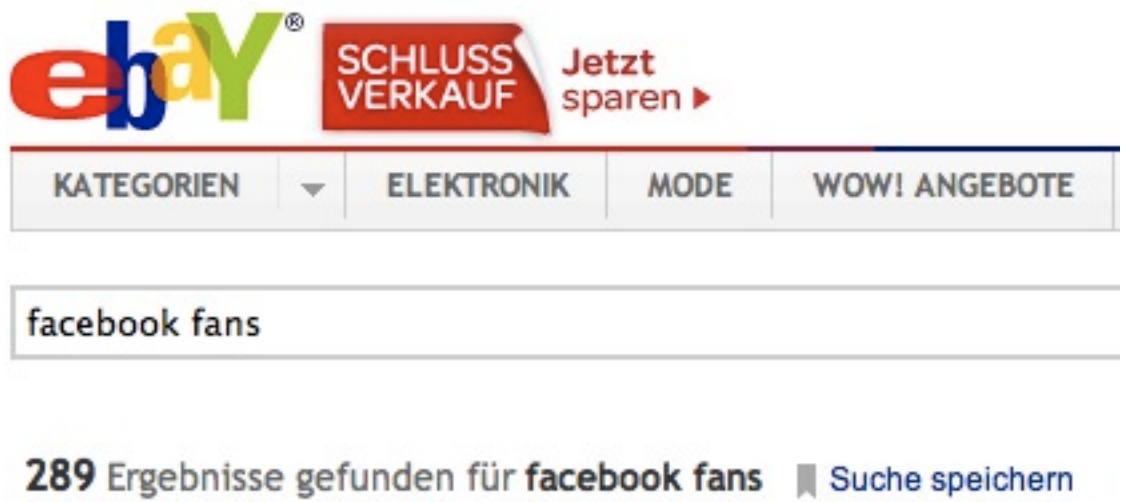 ebay®
SCHLUSS
VERKAUF
Jetzt
sparen
KATEGORIEN ELEKTRONIK MODE WOW! ANGEBOTE
facebook fans
289 Ergebnisse gefunden für facebook fans Suche speichern